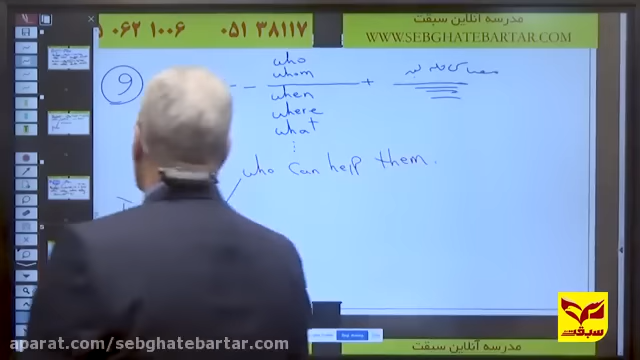 مدرسه آنلاین سبقت
۰۵۱ ۳۸۱۱۷
۰۶۲ ۱۰۰۶
WWW.SEBGHATEBARTAR.COM
9
who
whom
when
where
what
+
who can help them.
سبقت
aparat.com/sebghatebartar.com
مدرسه آنلاین سبقت